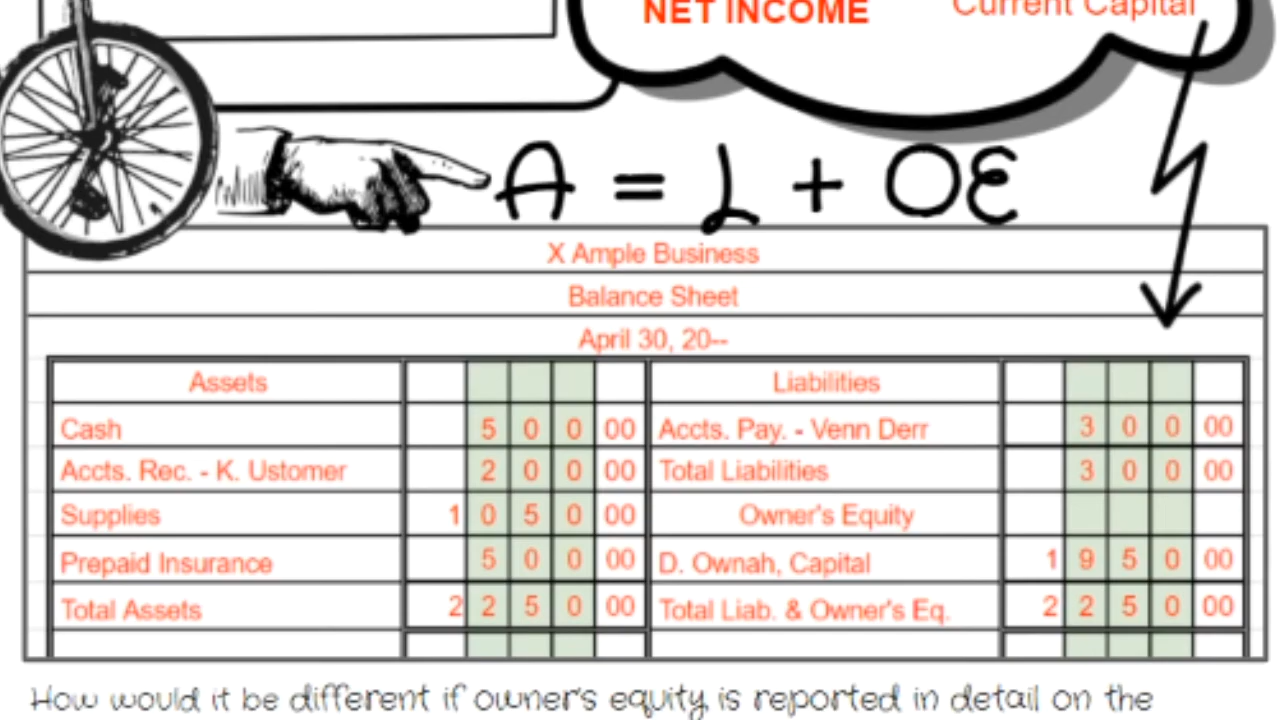 NET INCOME Current Capital
A = L + OE
X Ample Business
Balance Sheet
April 30, 20--
Assets Liabilities
Cash 5 0 0 00 Accts. Pay. - Venn Derr 3 0 0 00
Accts. Rec. - K. Ustomer 2 0 0 00 Total Liabilities 3 0 0 00
Supplies 1 0 5 0 00 Owner's Equity
Prepaid Insurance 5 0 0 00 D. Ownah, Capital 1 9 5 0 00
Total Assets 2 2 5 0 00 Total Liab. & Owner's Eq. 2 2 5 0 00
How would it be different if owner's equity is reported in detail on the